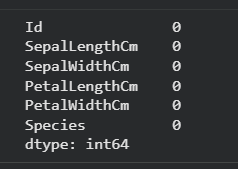 Id 0
SepalLengthCm 0
SepalWidthCm 0
PetalLengthCm 0
PetalWidthCm 0
Species 0
dtype: int64